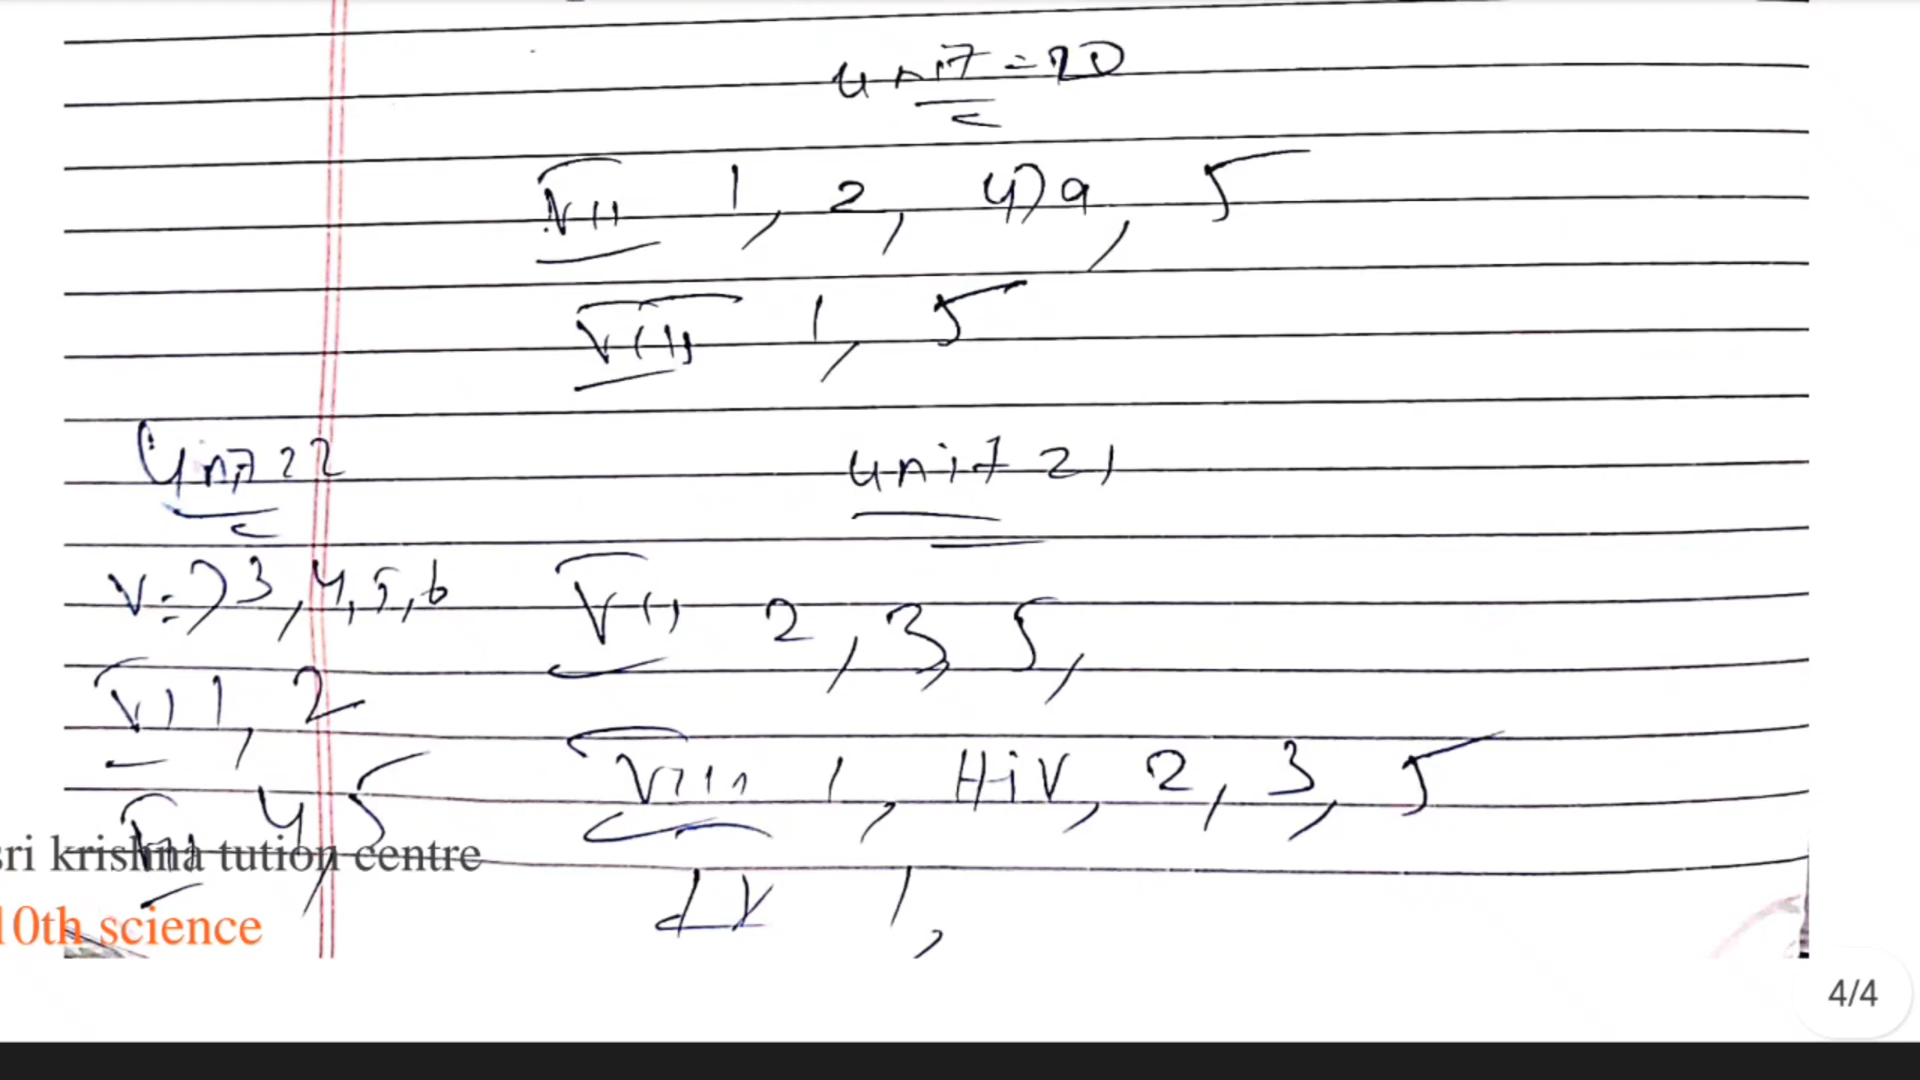 unit = 20
VII 1, 2, 4) a, 5
VIII 1, 5
unit 22
V => 3, 4, 5, 6
VI 1, 2
4, 5
unit 21
VII 2, 3, 5,
VIII 1, HiV, 2, 3, 5
IX 1,
sri krishna tution centre
10th science
4/4